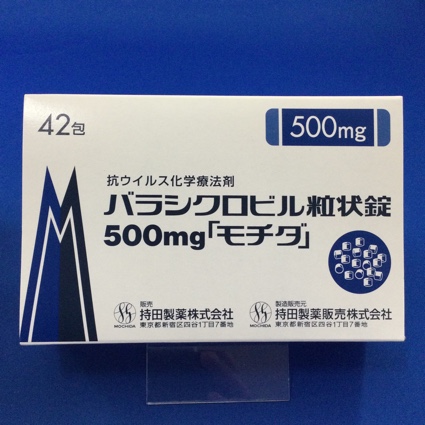 42包
500mg
抗ウイルス化学療法剤
バラシクロビル粒状錠
500mg「モチダ」
販売
持田製薬株式会社
東京都新宿区四谷1丁目7番地
MOCHIDA
製造販売元
持田製薬販売株式会社
東京都新宿区四谷1丁目7番地
MOCHIDA